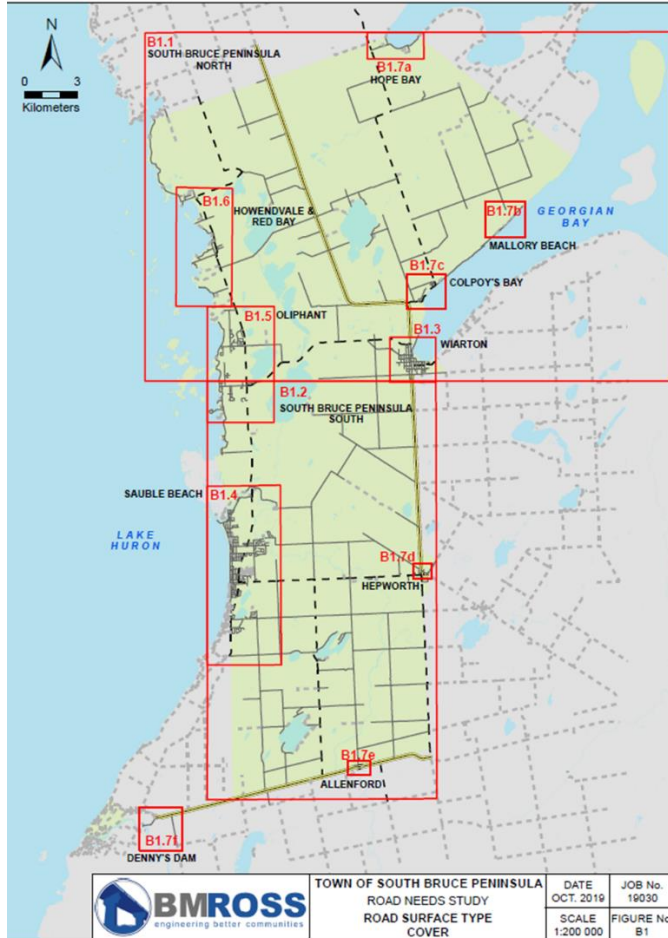 N
0 3
Kilometers
B1.1
SOUTH BRUCE PENINSULA
NORTH
B1.7a
HOPE BAY
B1.6
HOWENDVALE &
RED BAY
B1.7b
GEORGIAN
BAY
MALLORY BEACH
B1.7c
COLPOY'S BAY
B1.5
OLIPHANT
B1.3
WIARTON
B1.2
SOUTH BRUCE PENINSULA
SOUTH
SAUBLE BEACH
B1.4
LAKE
HURON
B1.7d
HEPWORTH
B1.7e
ALLENFORD
B1.7f
DENNY'S DAM
BMROSS
engineering better communities
TOWN OF SOUTH BRUCE PENINSULA
ROAD NEEDS STUDY
ROAD SURFACE TYPE
COVER
DATE
OCT. 2019
JOB No.
19030
SCALE
1:200 000
FIGURE No
B1